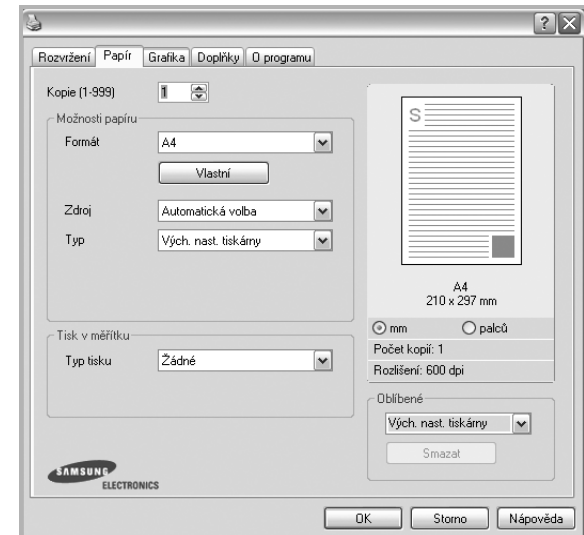 Rozvržení Papír Grafika Doplňky O programu
Kopie (1-999) 1
Možnosti papíru
Formát A4
Vlastní
Zdroj Automatická volba
Typ Vých. nast. tiskárny
Tisk v měřítku
Typ tisku Žádné
SAMSUNG
ELECTRONICS
S
A4
210 x 297 mm
mm palců
Počet kopií: 1
Rozlišení: 600 dpi
Oblíbené
Vých. nast. tiskárny
Smazat
OK Storno Nápověda